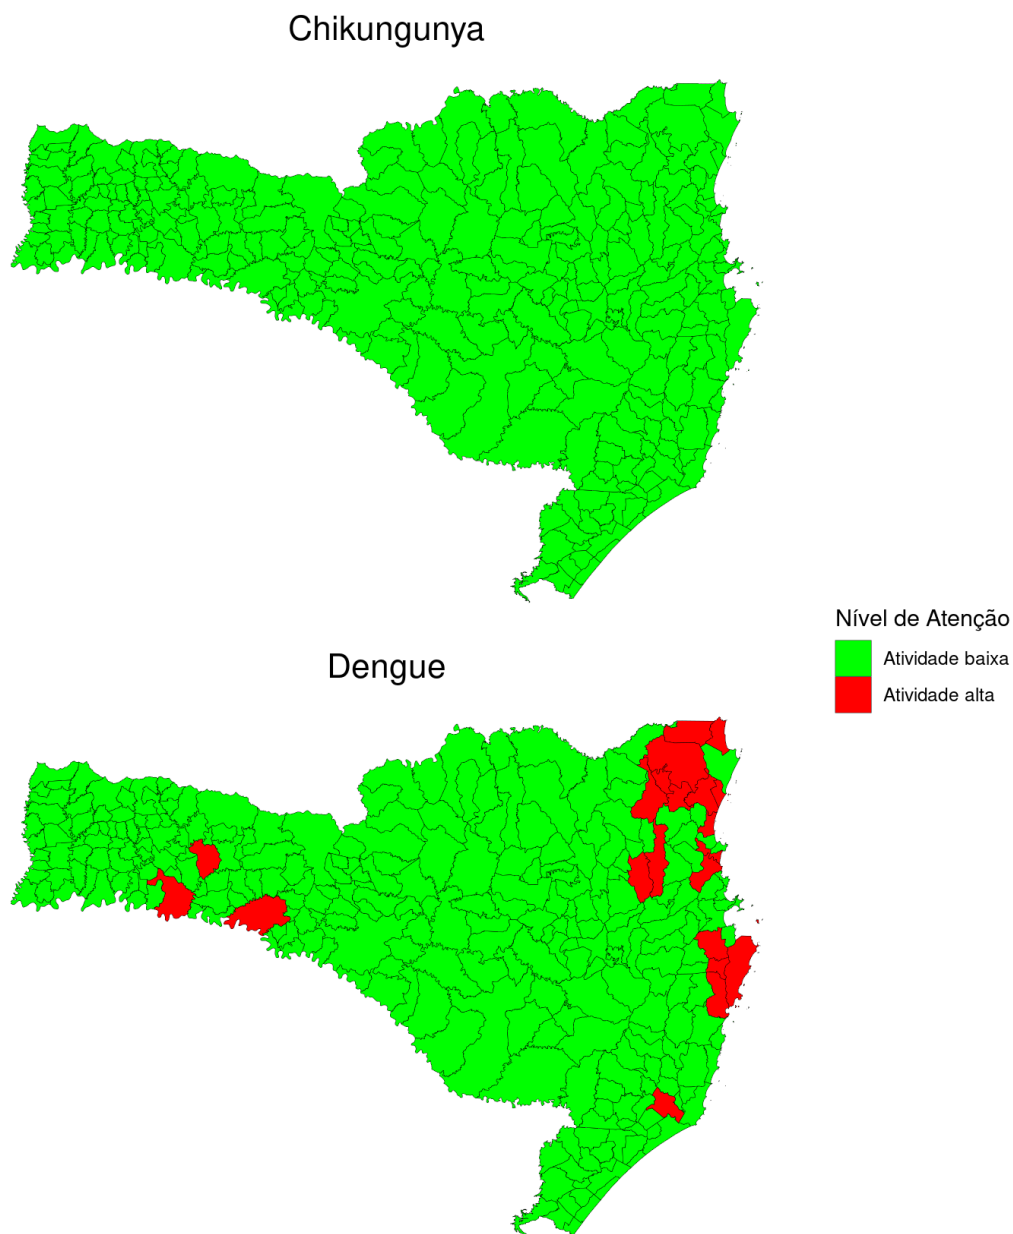 Chikungunya
Nível de Atenção
Atividade baixa
Atividade alta
Dengue